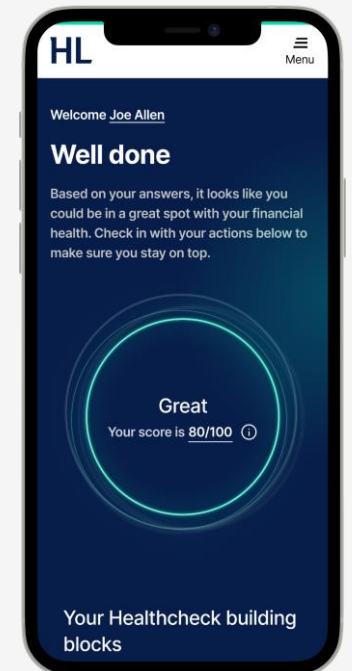 HL
Menu
Welcome Joe Allen
Well done
Based on your answers, it looks like you
could be in a great spot with your financial
health. Check in with your actions below to
make sure you stay on top.
Great
Your score is 80/100
Your Healthcheck building
blocks